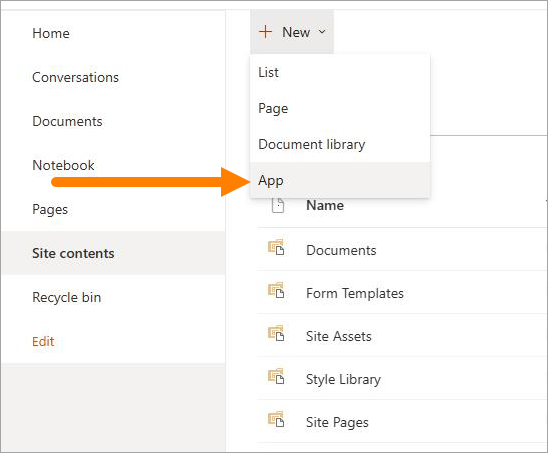 Home
Conversations
Documents
Notebook
Pages
Site contents
Recycle bin
Edit
New
List
Page
Document library
App
Name
Documents
Form Templates
Site Assets
Style Library
Site Pages